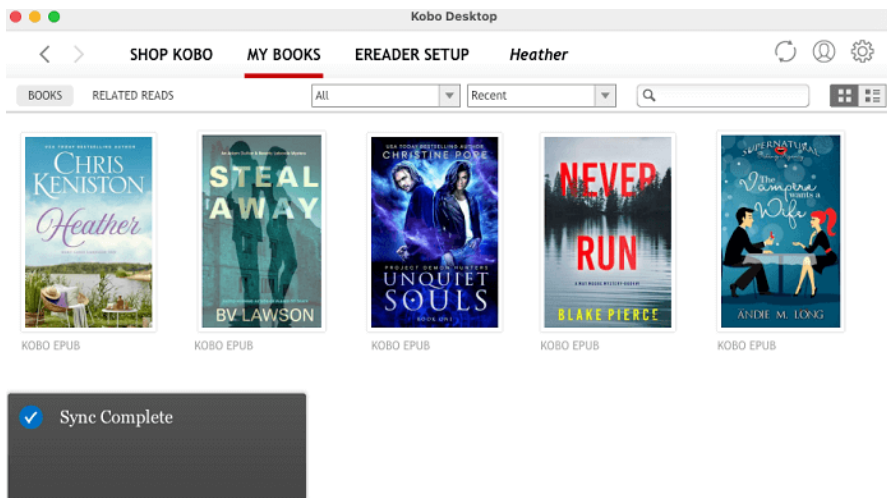 Kobo Desktop
SHOP KOBO MY BOOKS EREADER SETUP Heather
BOOKS RELATED READS All Recent
USA TODAY BESTSELLING AUTHOR
CHRIS
KENISTON
Heather
KOBO EPUB
STEAL
AWAY
BV LAWSON
KOBO EPUB
USA TODAY BESTSELLING AUTHOR
CHRISTINE POPE
PROJECT DEMON HUNTERS
UNQUIET
SOULS
BOOK ONE
KOBO EPUB
NEVER
RUN
BLAKE PIERCE
KOBO EPUB
SUPERNATURAL
The
Vampire
wants a
Wife
ANDIE M. LONG
KOBO EPUB
Sync Complete